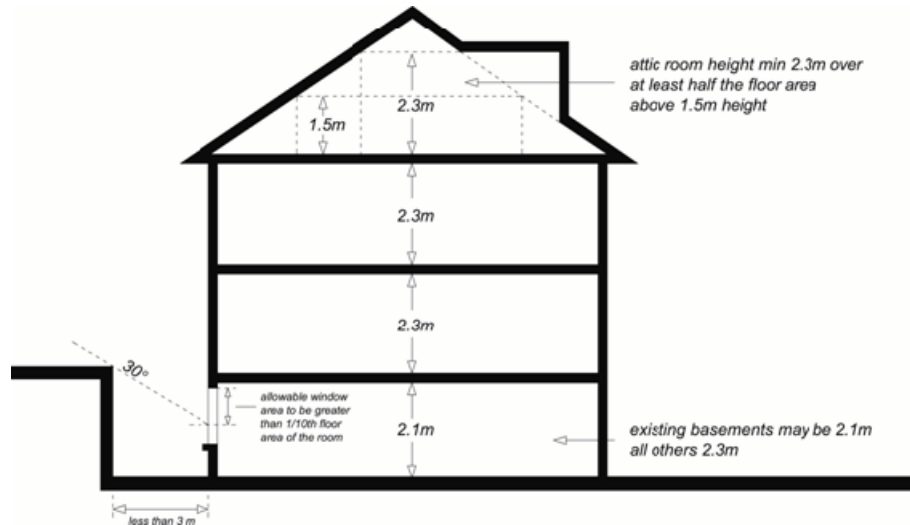 attic room height min 2.3m over
at least half the floor area
above 1.5m height
2.3m
1.5m
2.3m
2.3m
30°
allowable window
area to be greater
than 1/10th floor
area of the room
2.1m
existing basements may be 2.1m
all others 2.3m
less than 3 m